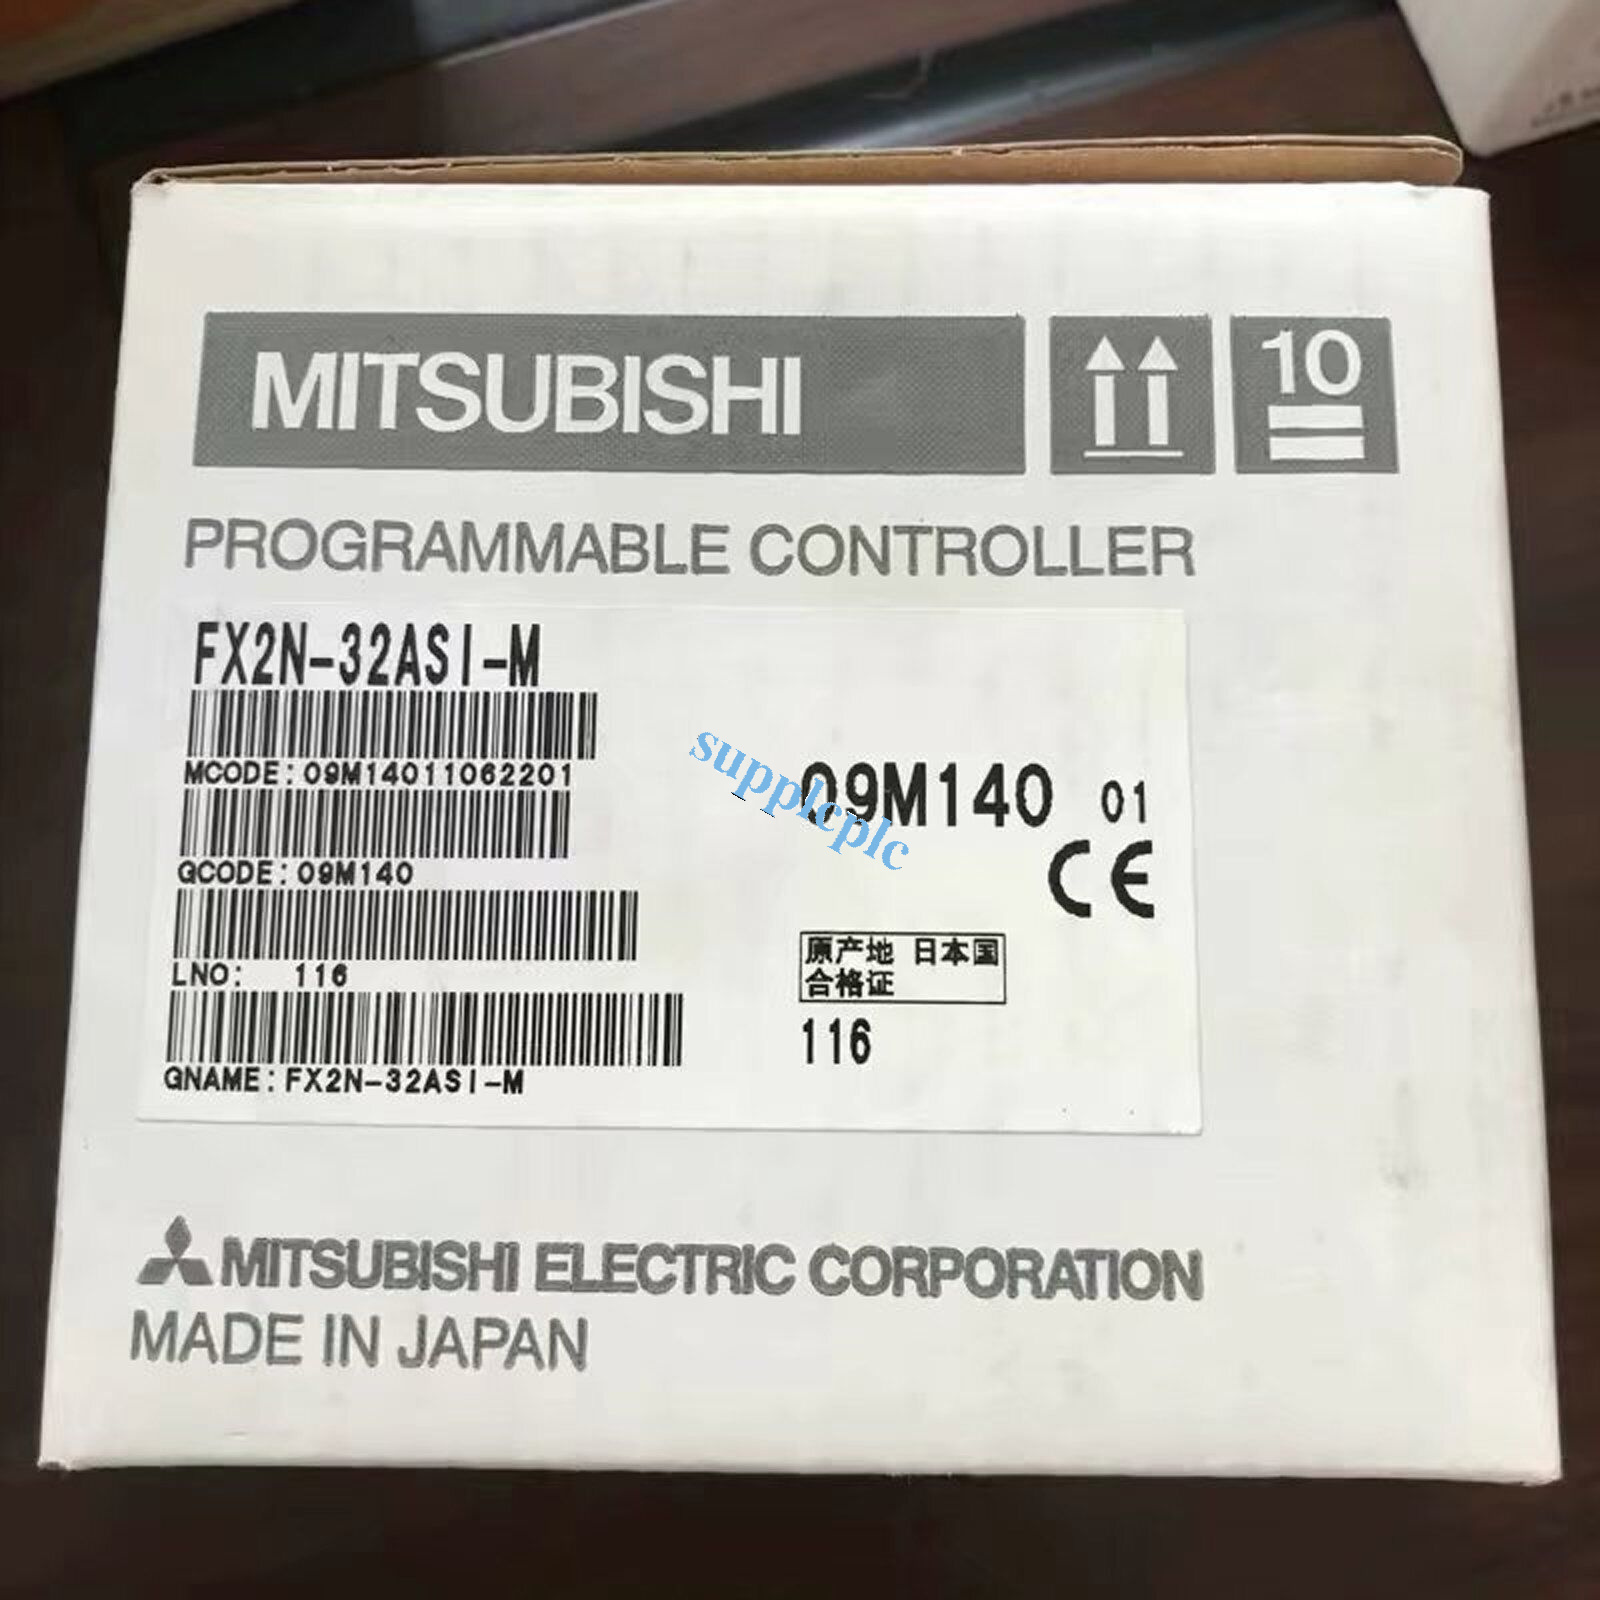 MITSUBISHI
10
PROGRAMMABLE CONTROLLER
FX2N-32ASI-M
MCODE:09M14011062201
09M140 01
supplcplc
QCODE:09M140
CE
原产地 日本国
合格证
LNO: 116
116
GNAME:FX2N-32ASI-M
MITSUBISHI ELECTRIC CORPORATION
MADE IN JAPAN